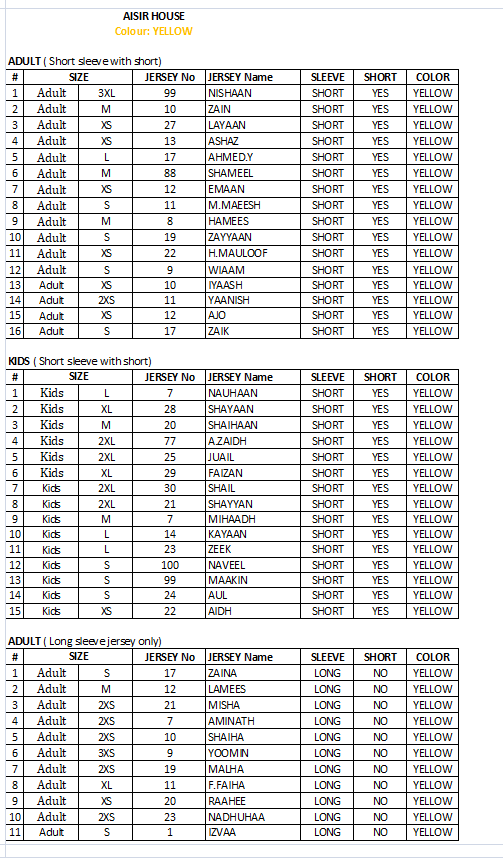 AISIR HOUSE
Colour: YELLOW
ADULT ( Short sleeve with short)
# SIZE JERSEY No JERSEY Name SLEEVE SHORT COLOR
1 Adult 3XL 99 NISHAAN SHORT YES YELLOW
2 Adult M 10 ZAIN SHORT YES YELLOW
3 Adult XS 27 LAYAAN SHORT YES YELLOW
4 Adult XS 13 ASHAZ SHORT YES YELLOW
5 Adult L 17 AHMED.Y SHORT YES YELLOW
6 Adult M 88 SHAMEEL SHORT YES YELLOW
7 Adult XS 12 EMAAN SHORT YES YELLOW
8 Adult S 11 M.MAEESH SHORT YES YELLOW
9 Adult M 8 HAMEES SHORT YES YELLOW
10 Adult S 19 ZAYYAAN SHORT YES YELLOW
11 Adult XS 22 H.MAULOOF SHORT YES YELLOW
12 Adult S 9 WIAAM SHORT YES YELLOW
13 Adult XS 10 IYAASH SHORT YES YELLOW
14 Adult 2XS 11 YAANISH SHORT YES YELLOW
15 Adult XS 12 AJO SHORT YES YELLOW
16 Adult S 17 ZAIK SHORT YES YELLOW
KIDS ( Short sleeve with short)
# SIZE JERSEY No JERSEY Name SLEEVE SHORT COLOR
1 Kids L 7 NAUHAAN SHORT YES YELLOW
2 Kids XL 28 SHAYAAN SHORT YES YELLOW
3 Kids M 20 SHAIHAAN SHORT YES YELLOW
4 Kids 2XL 77 A.ZAIDH SHORT YES YELLOW
5 Kids 2XL 25 JUAIL SHORT YES YELLOW
6 Kids XL 29 FAIZAN SHORT YES YELLOW
7 Kids 2XL 30 SHAIL SHORT YES YELLOW
8 Kids 2XL 21 SHAYYAN SHORT YES YELLOW
9 Kids M 7 MIHAADH SHORT YES YELLOW
10 Kids L 14 KAYAAN SHORT YES YELLOW
11 Kids L 23 ZEEK SHORT YES YELLOW
12 Kids S 100 NAVEEL SHORT YES YELLOW
13 Kids S 99 MAAKIN SHORT YES YELLOW
14 Kids S 24 AUL SHORT YES YELLOW
15 Kids XS 22 AIDH SHORT YES YELLOW
ADULT ( Long sleeve jersey only)
# SIZE JERSEY No JERSEY Name SLEEVE SHORT COLOR
1 Adult S 17 ZAINA LONG NO YELLOW
2 Adult M 12 LAMEES LONG NO YELLOW
3 Adult 2XS 21 MISHA LONG NO YELLOW
4 Adult 2XS 7 AMINATH LONG NO YELLOW
5 Adult 2XS 10 SHAIHA LONG NO YELLOW
6 Adult 3XS 9 YOOMIN LONG NO YELLOW
7 Adult 2XS 19 MALHA LONG NO YELLOW
8 Adult XL 11 F.FAIHA LONG NO YELLOW
9 Adult XS 20 RAAHEE LONG NO YELLOW
10 Adult 2XS 23 NADHUHAA LONG NO YELLOW
11 Adult S 1 IZVAA LONG NO YELLOW